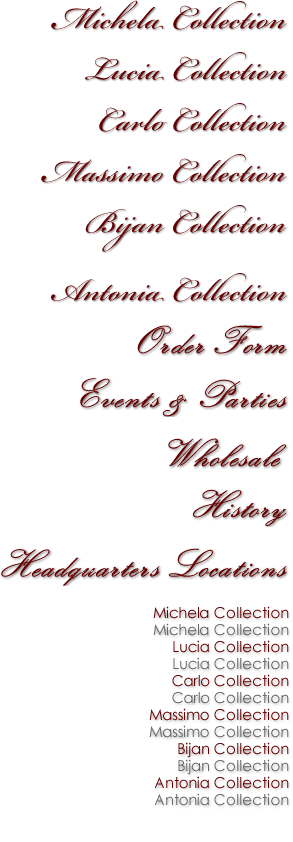 Michela Collection
Lucia Collection
Carlo Collection
Massimo Collection
Bijan Collection
Antonia Collection
Order Form
Events & Parties
Wholesale
History
Headquarters Locations
Michela Collection
Michela Collection
Lucia Collection
Lucia Collection
Carlo Collection
Carlo Collection
Massimo Collection
Massimo Collection
Bijan Collection
Bijan Collection
Antonia Collection
Antonia Collection